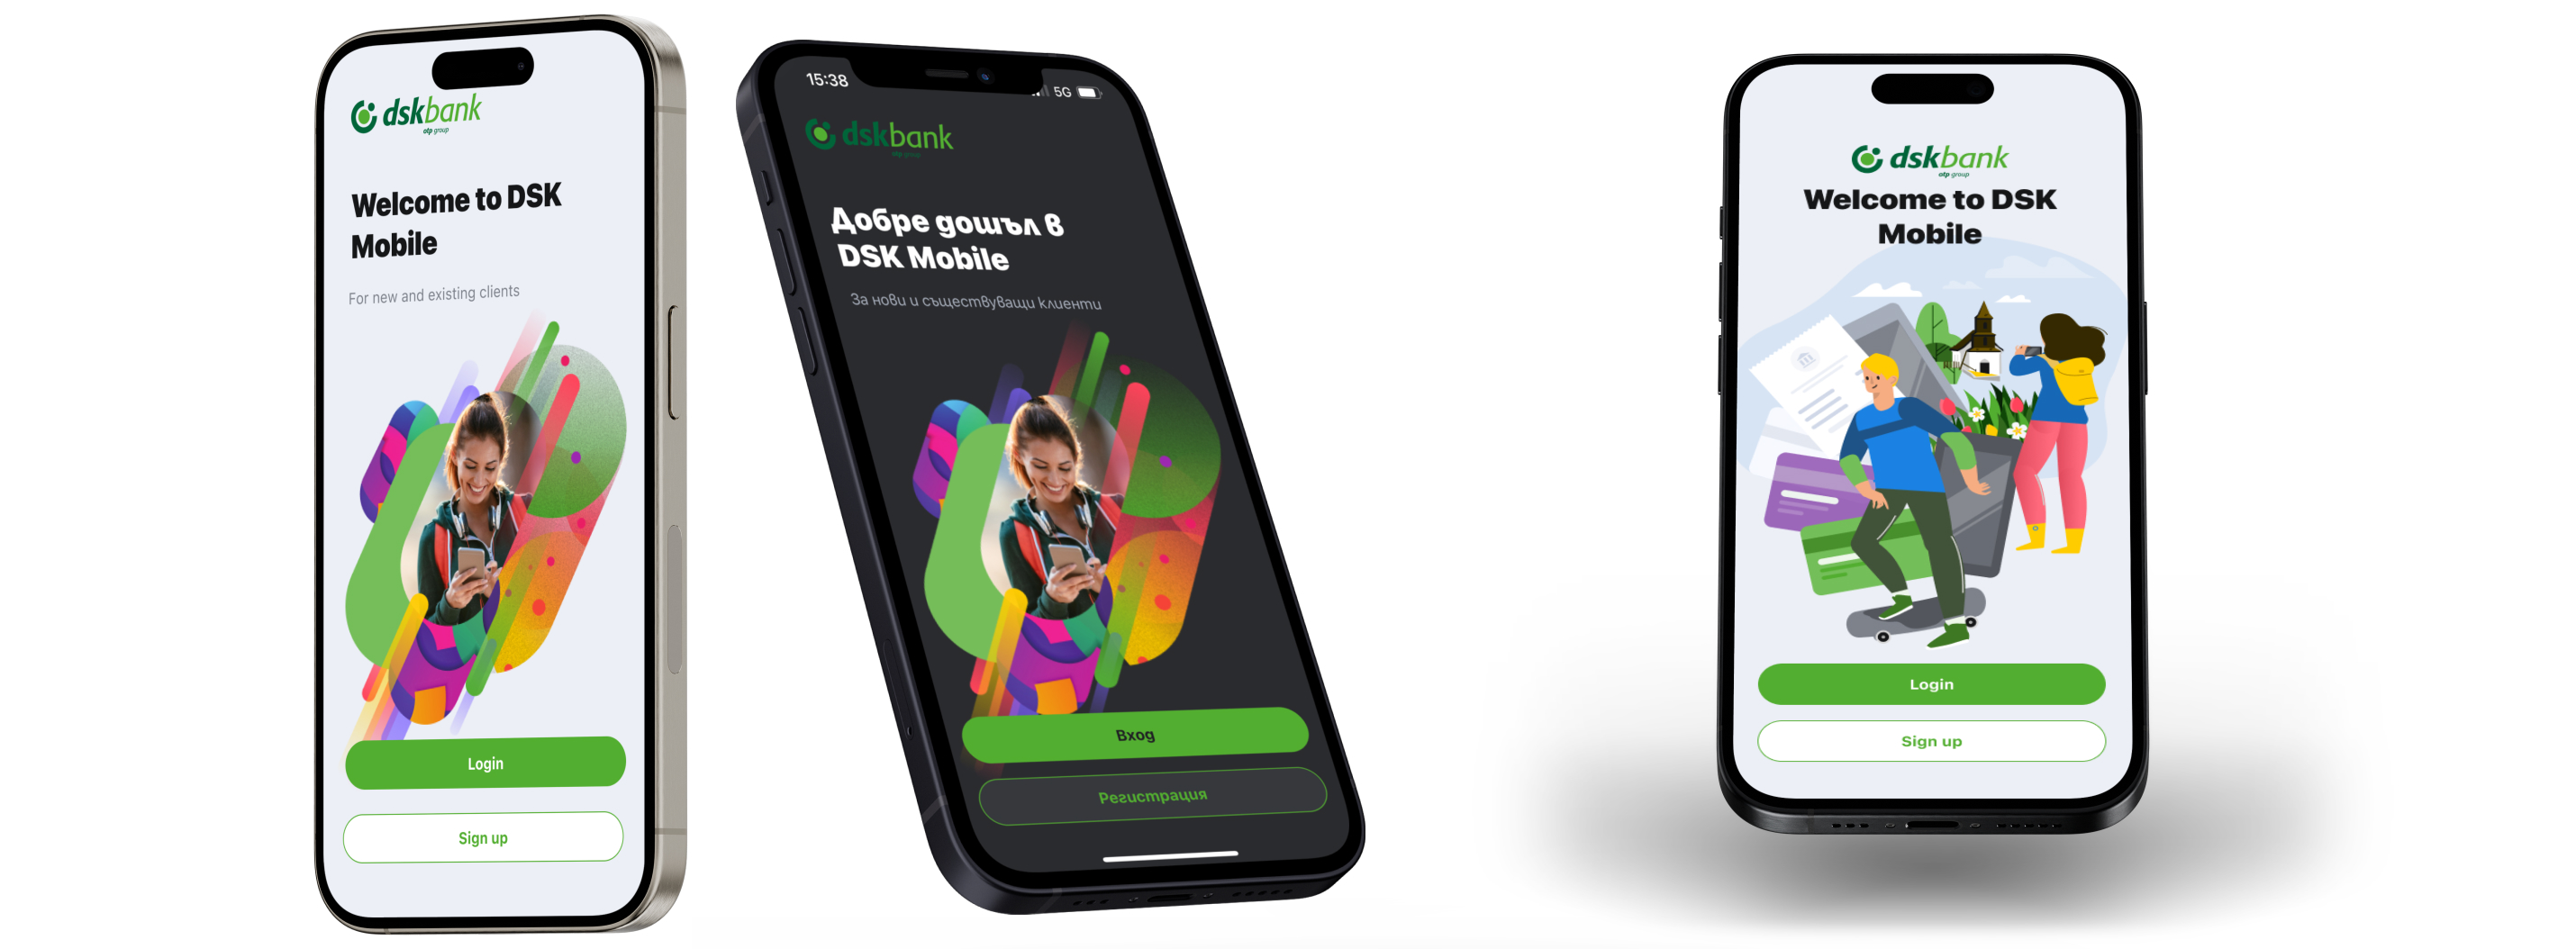 dskbank
otp group
Welcome to DSK
Mobile
For new and existing clients
Login
Sign up
15:38
5G
dskbank
otp group
Добре дошъл в
DSK Mobile
За нови и съществуващи клиенти
Вход
Регистрация
dskbank
otp group
Welcome to DSK
Mobile
Login
Sign up